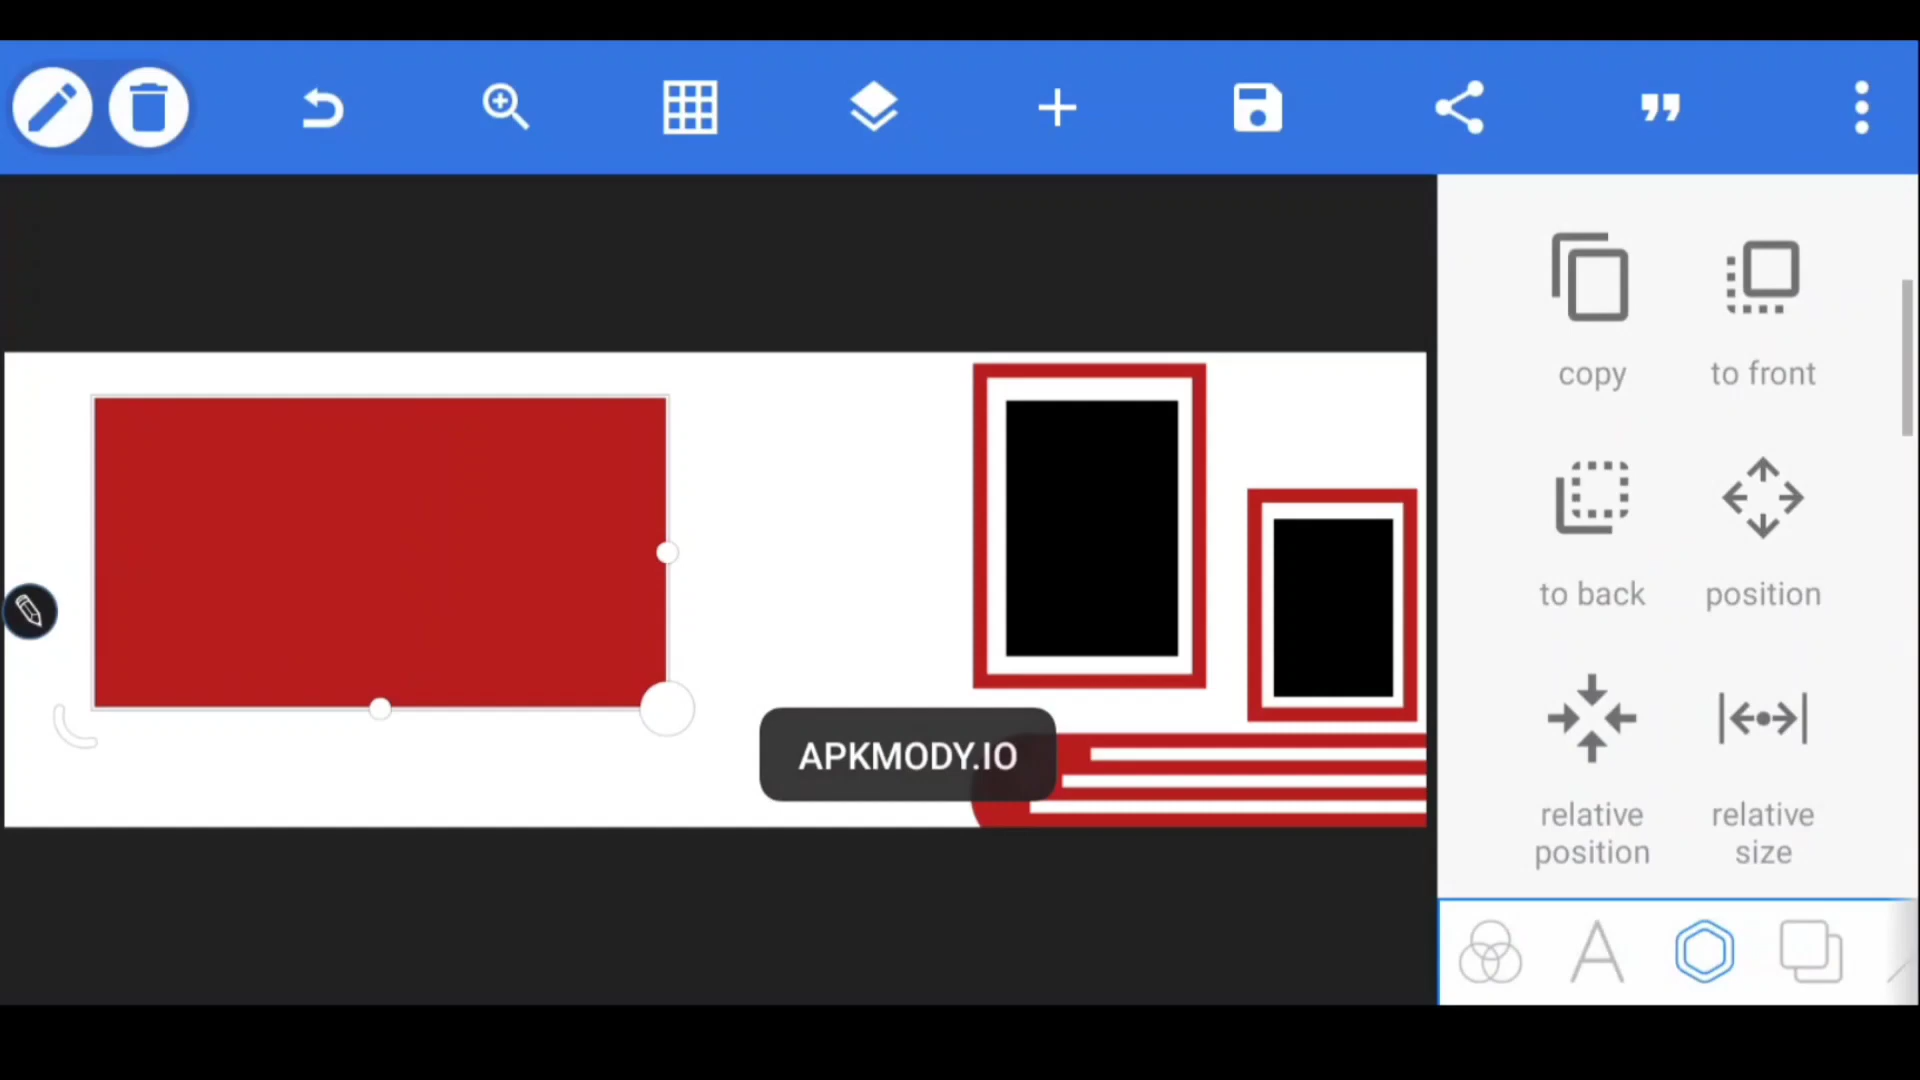 copy
to front
to back
position
relative
position
relative
size
APKMODY.IO